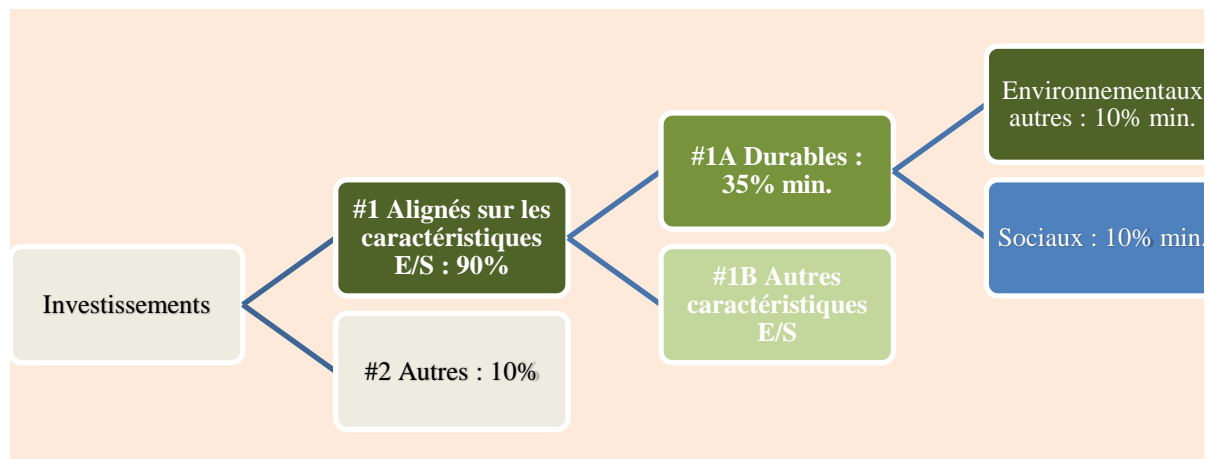 Investissements
#1 Alignés sur les
caractéristiques
E/S : 90%
#2 Autres : 10%
#1A Durables :
35% min.
#1B Autres
caractéristiques
E/S
Environnementaux
autres : 10% min.
Sociaux : 10% min.